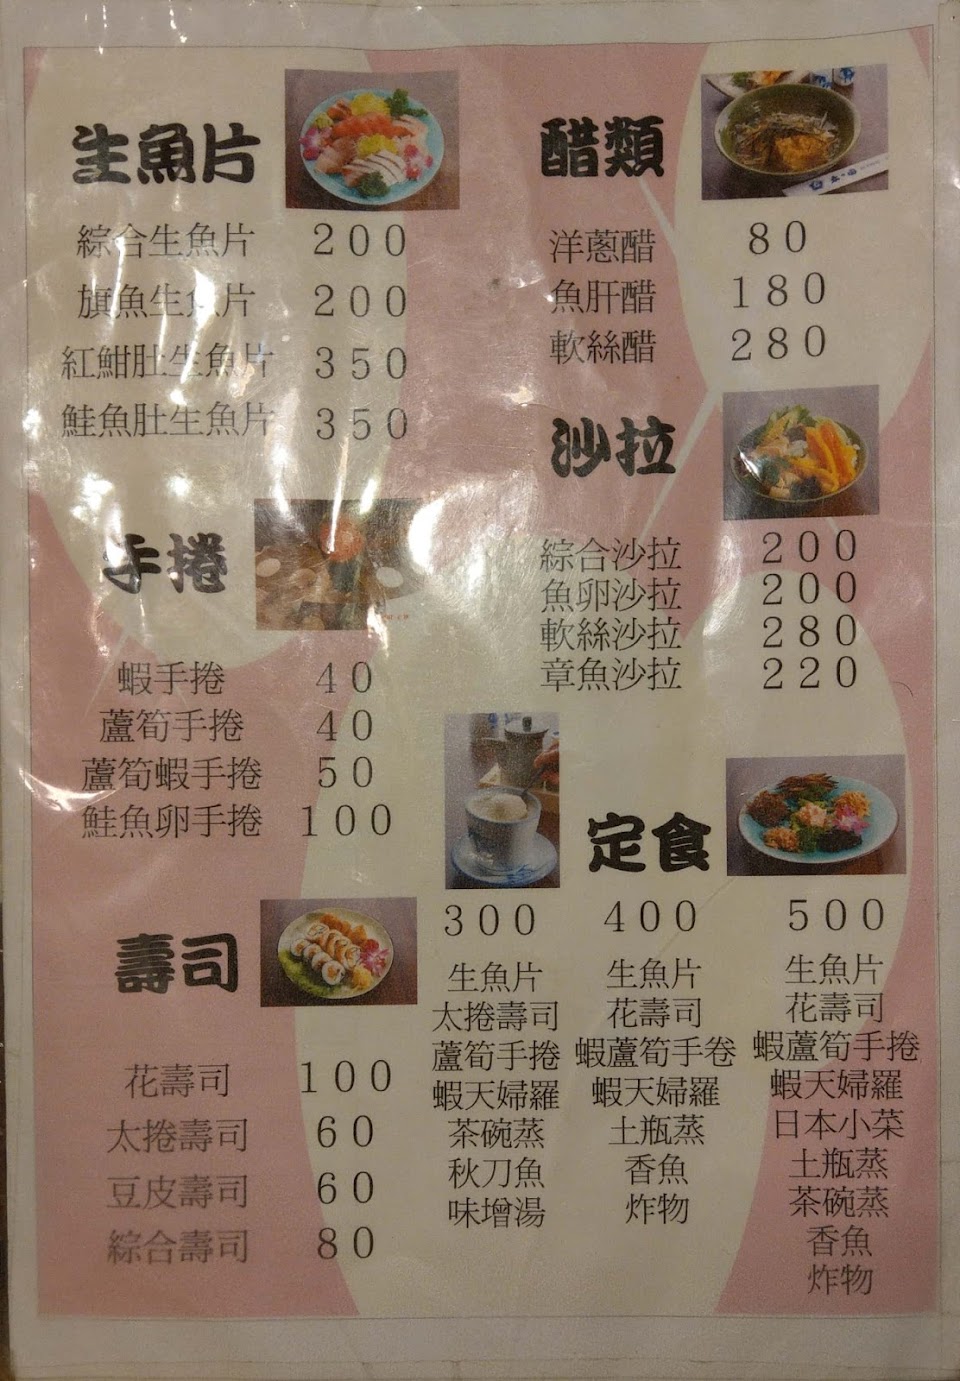 生魚片
綜合生魚片 200
旗魚生魚片 200
紅魽肚生魚片 350
鮭魚肚生魚片 350
手捲
蝦手捲 40
蘆筍手捲 40
蘆筍蝦手捲 50
鮭魚卵手捲 100
壽司
花壽司 100
太捲壽司 60
豆皮壽司 60
綜合壽司 80
醋類
洋蔥醋 80
魚肝醋 180
軟絲醋 280
沙拉
綜合沙拉 200
魚卵沙拉 200
軟絲沙拉 280
章魚沙拉 220
定食
300
生魚片
太捲壽司
蘆筍手捲
蝦天婦羅
茶碗蒸
秋刀魚
味增湯
400
生魚片
花壽司
蝦蘆筍手卷
蝦天婦羅
土瓶蒸
香魚
炸物
500
生魚片
花壽司
蝦蘆筍手捲
蝦天婦羅
日本小菜
土瓶蒸
茶碗蒸
香魚
炸物